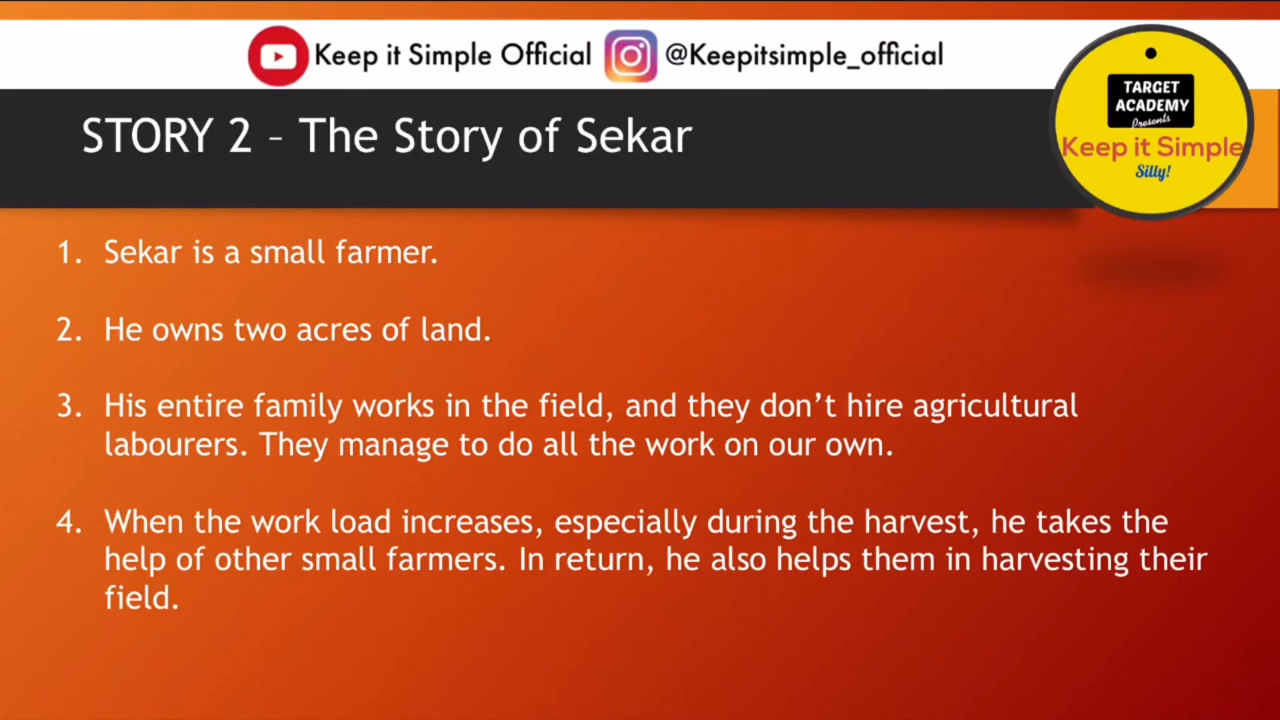 Keep it Simple Official @Keepitsimple_official
TARGET
ACADEMY
Presents
Keep it Simple
Silly!
STORY 2 – The Story of Sekar
1. Sekar is a small farmer.
2. He owns two acres of land.
3. His entire family works in the field, and they don't hire agricultural
labourers. They manage to do all the work on our own.
4. When the work load increases, especially during the harvest, he takes the
help of other small farmers. In return, he also helps them in harvesting their
field.